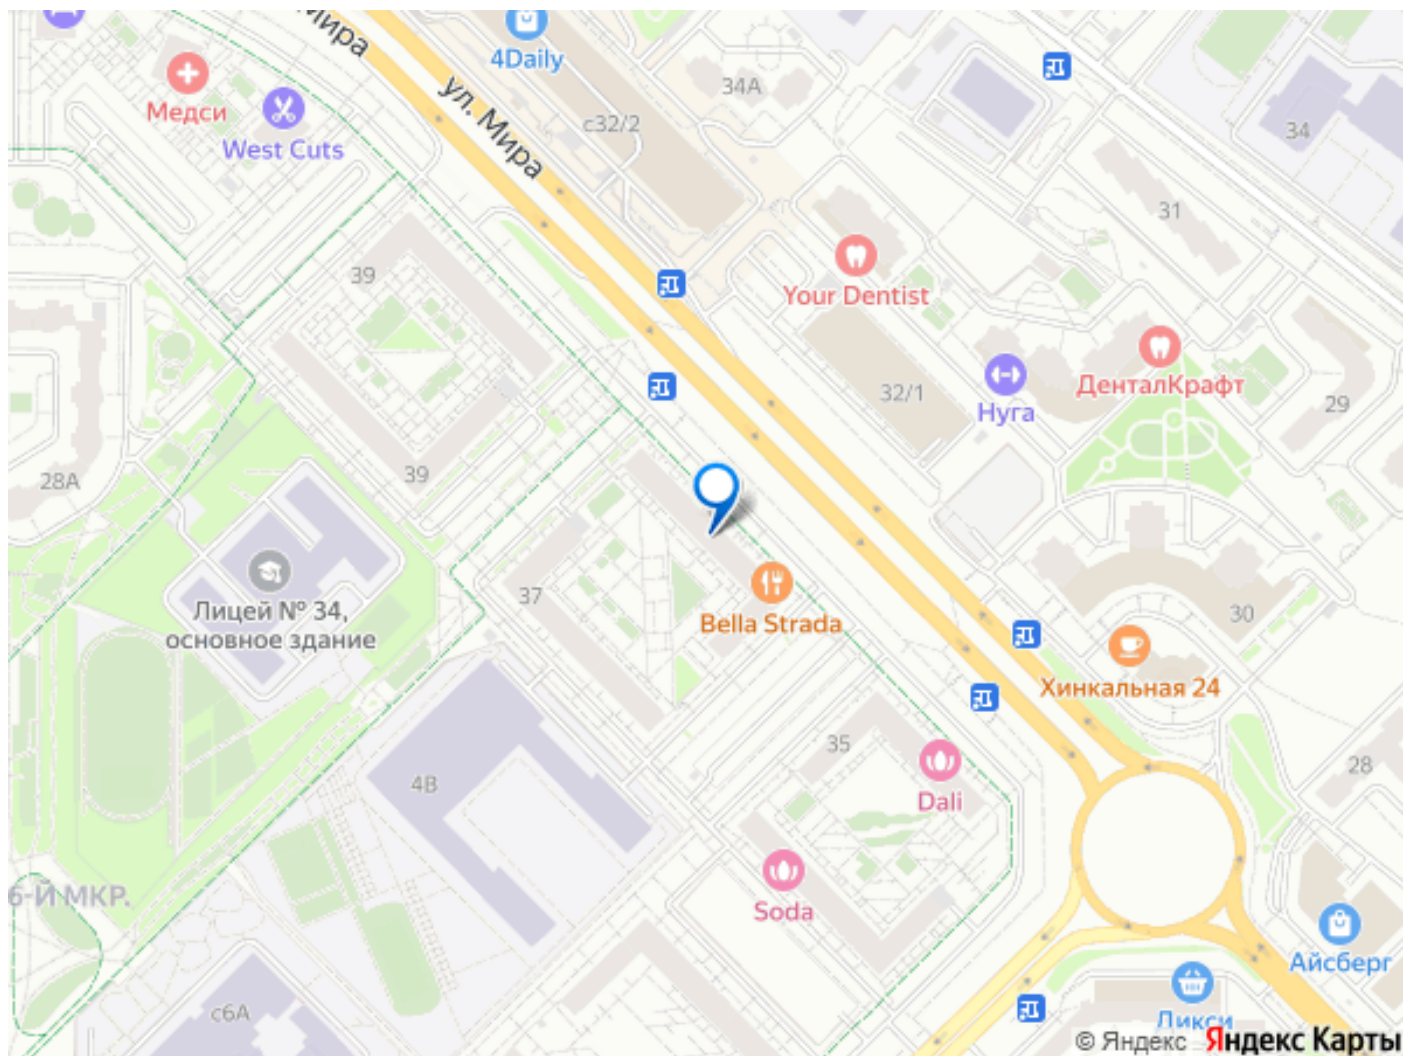 Мира
4Daily
ул. Мира
34А
Медси
West Cuts
с32/2
34
31
39
Your Dentist
32/1
Нуга
ДенталКрафт
29
28А
39
Лицей № 34,
основное здание
37
Bella Strada
30
Хинкальная 24
35
28
4В
Dali
6-Й МКР.
Soda
Айсберг
с6А
Дикси
© Яндекс Яндекс Карты